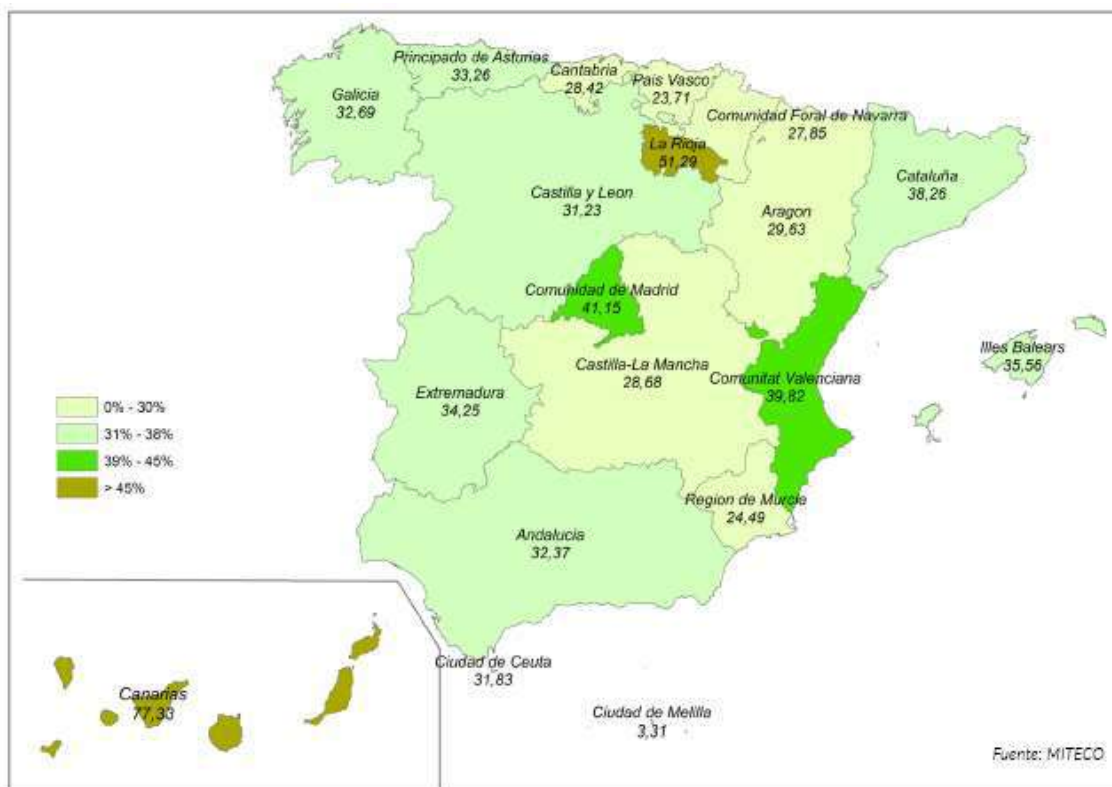 Principado de Asturias
33,26
Cantabria
28,42
País Vasco
23,71
Galicia
32,69
Comunidad Foral de Navarra
27,85
La Rioja
51,29
Cataluña
38,26
Castilla y Leon
31,23
Aragon
29,63
Comunidad de Madrid
41,15
Illes Balears
35,56
Castilla-La Mancha
28,68
Comunitat Valenciana
39,82
Extremadura
34,25
0% - 30%
31% - 38%
39% - 45%
> 45%
Region de Murcia
24,49
Andalucia
32,37
Ciudad de Ceuta
31,83
Canarias
77,33
Ciudad de Melilla
3,31
Fuente: MITECO